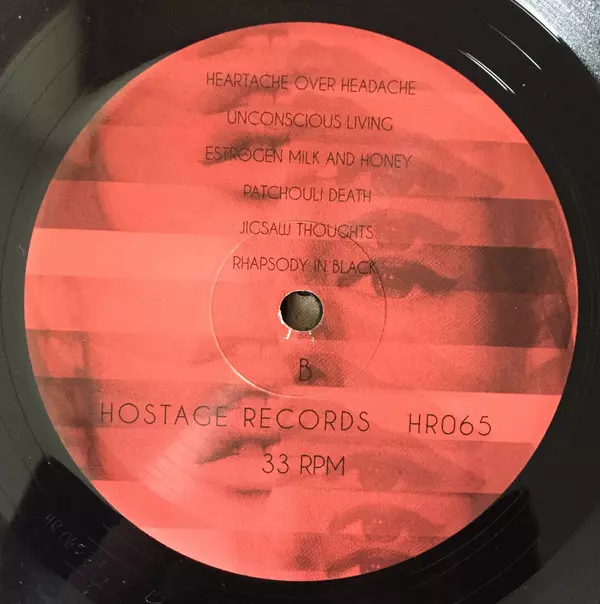 HEARTACHE OVER HEADACHE
UNCONSCIOUS LIVING
ESTROGEN MILK AND HONEY
PATCHOULI DEATH
JIGSAW THOUGHTS
RHAPSODY IN BLACK
B
HOSTAGE RECORDS HR065
33 RPM